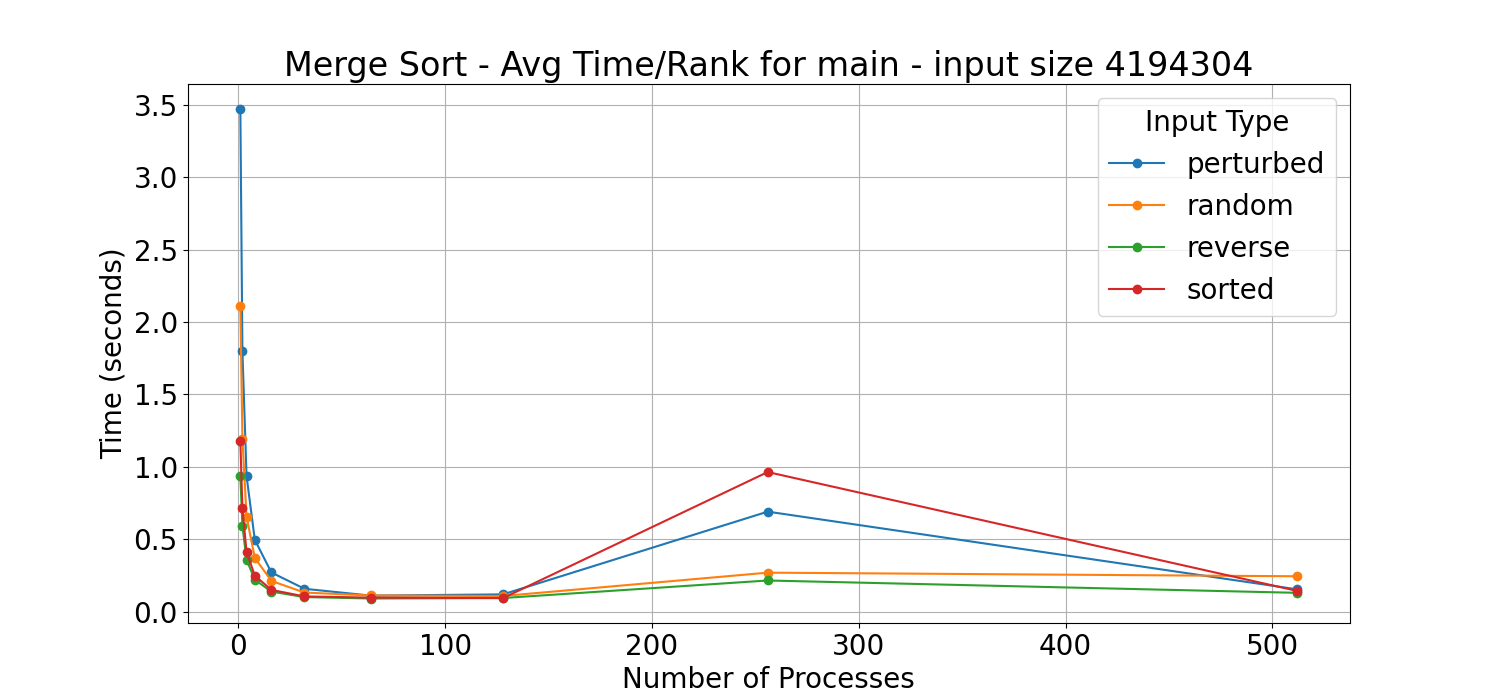 Merge Sort - Avg Time/Rank for main - input size 4194304
Time (seconds)
3.5
3.0
2.5
2.0
1.5
1.0
0.5
0.0
Input Type
perturbed
random
reverse
sorted
0 100 200 300 400 500
Number of Processes